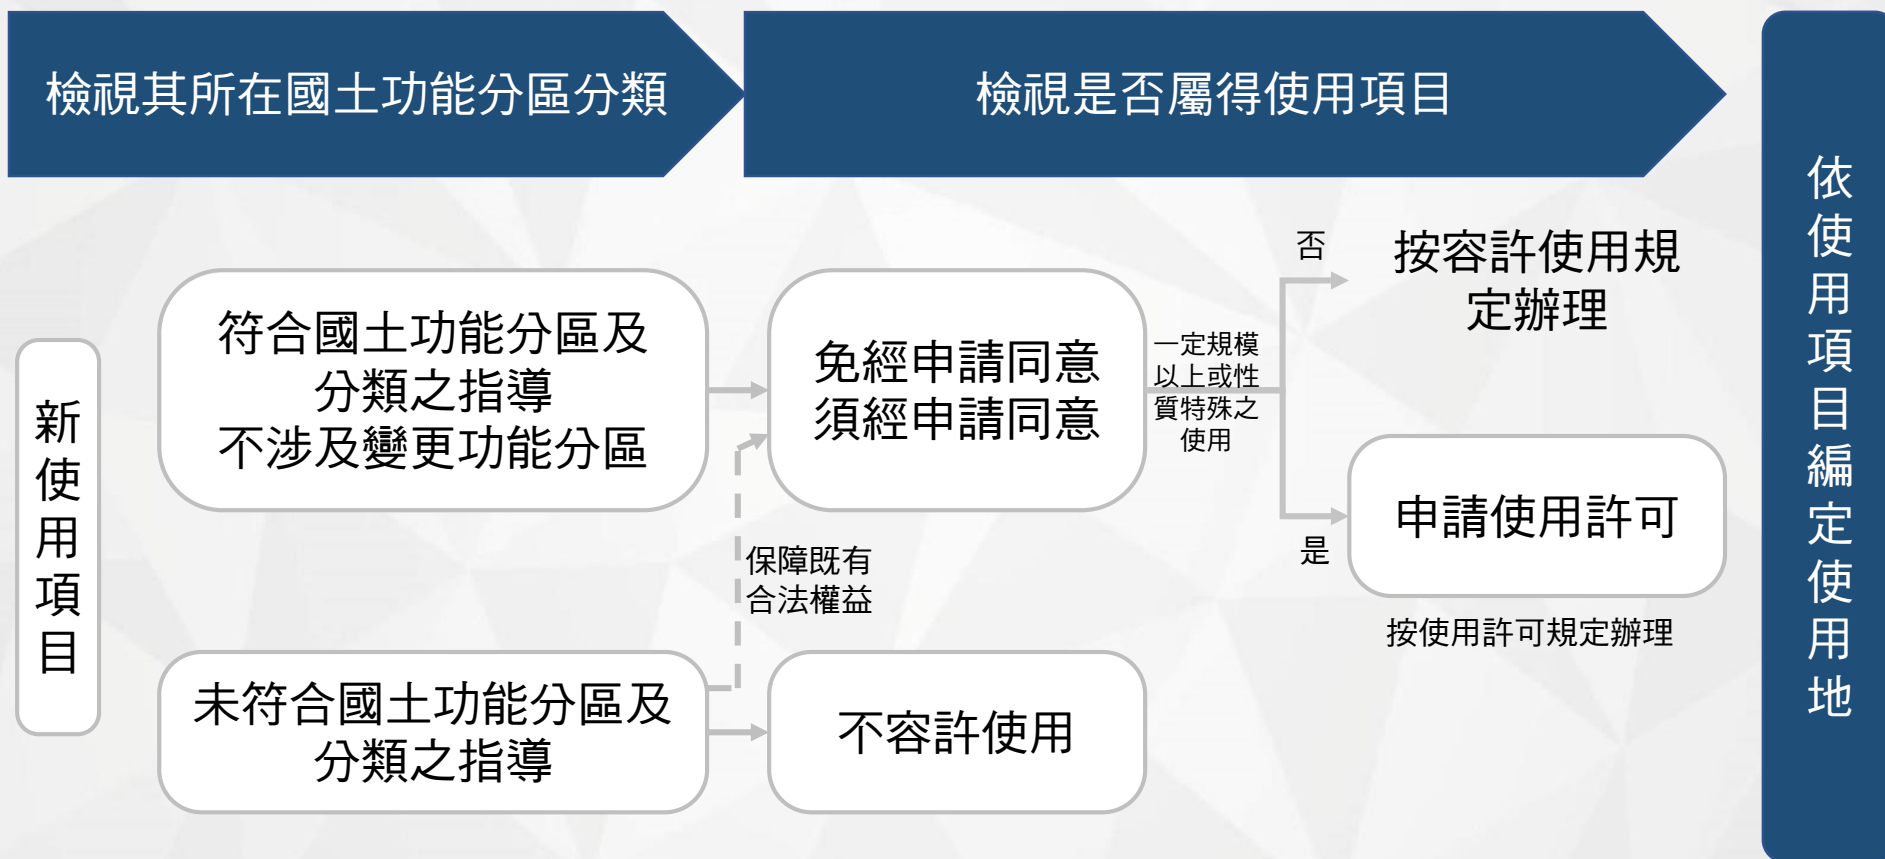 檢視其所在國土功能分區分類
檢視是否屬得使用項目
新使用項目
符合國土功能分區及
分類之指導
不涉及變更功能分區
未符合國土功能分區及
分類之指導
保障既有
合法權益
免經申請同意
須經申請同意
不容許使用
一定規模
以上或性
質特殊之
使用
否
按容許使用規
定辦理
是
申請使用許可
按使用許可規定辦理
依使用項目編定使用地